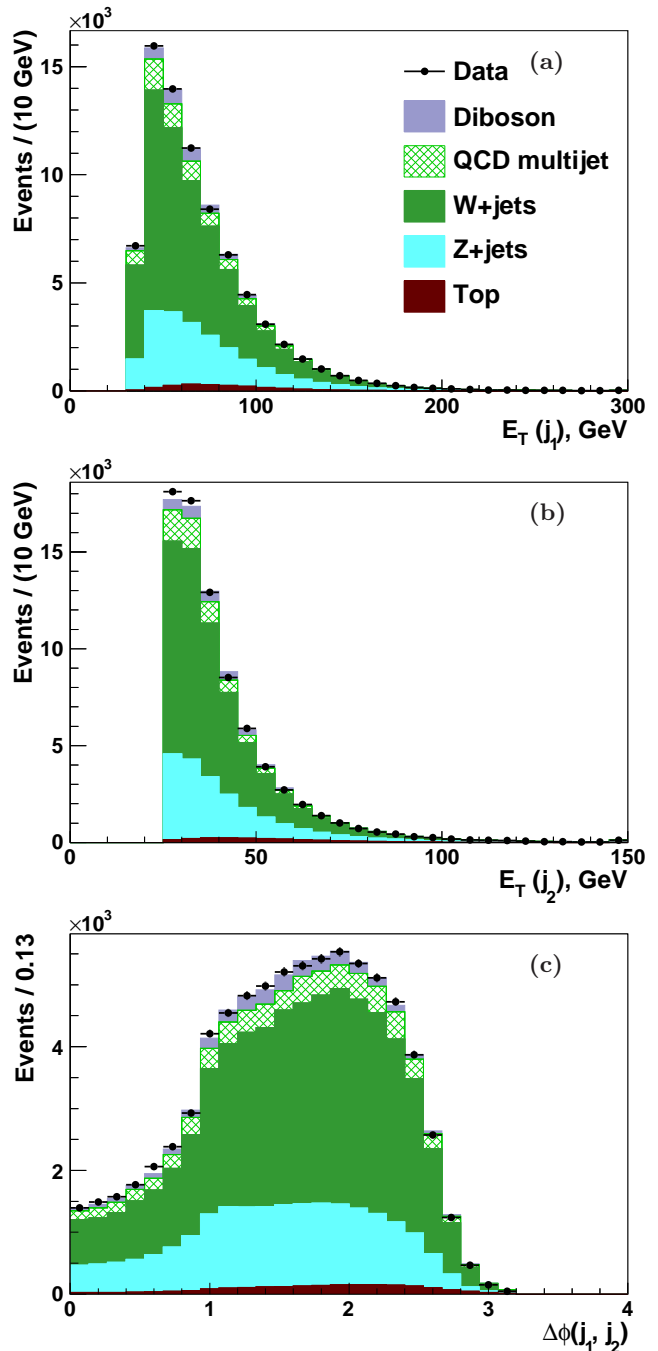 ×10³
Events / (10 GeV)
(a)
Data
Diboson
QCD multijet
W+jets
Z+jets
Top
15
10
5
0
0 100 200 300
E_T (j_1), GeV
×10³
Events / (10 GeV)
(b)
15
10
5
0
0 50 100 150
E_T (j_2), GeV
×10³
Events / 0.13
(c)
4
2
0
0 1 2 3 4
Δϕ(j_1, j_2)